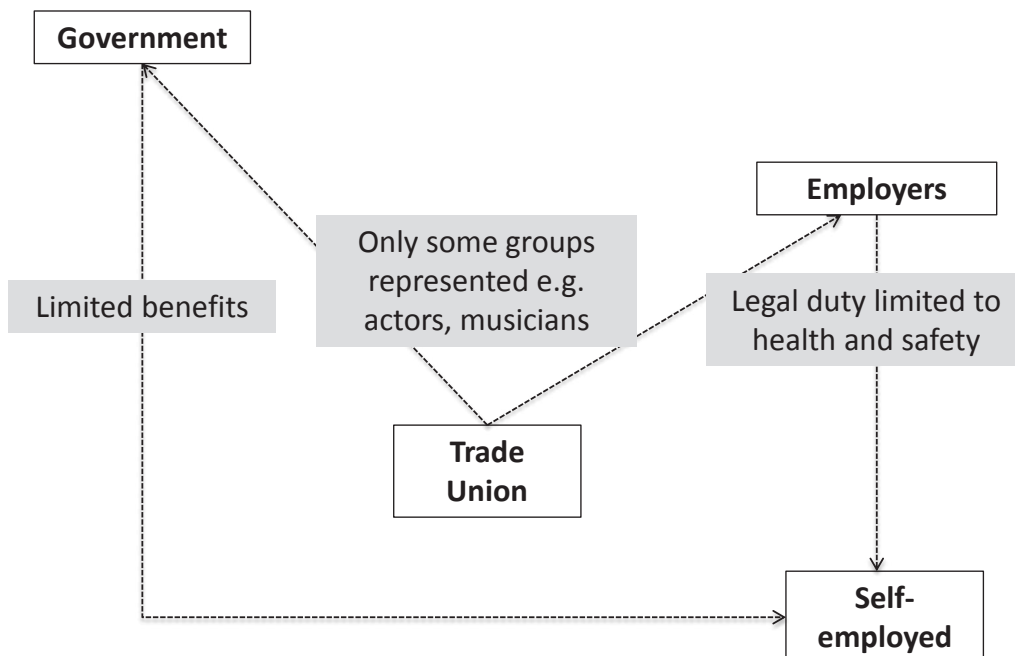 Government
Employers
Only some groups
represented e.g.
actors, musicians
Limited benefits
Legal duty limited to
health and safety
Trade
Union
Self-
employed